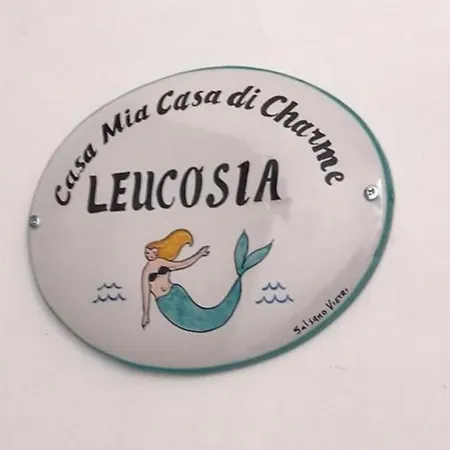 Casa Mia Casa di Charme
LEUCOSIA
Salsano Vietri